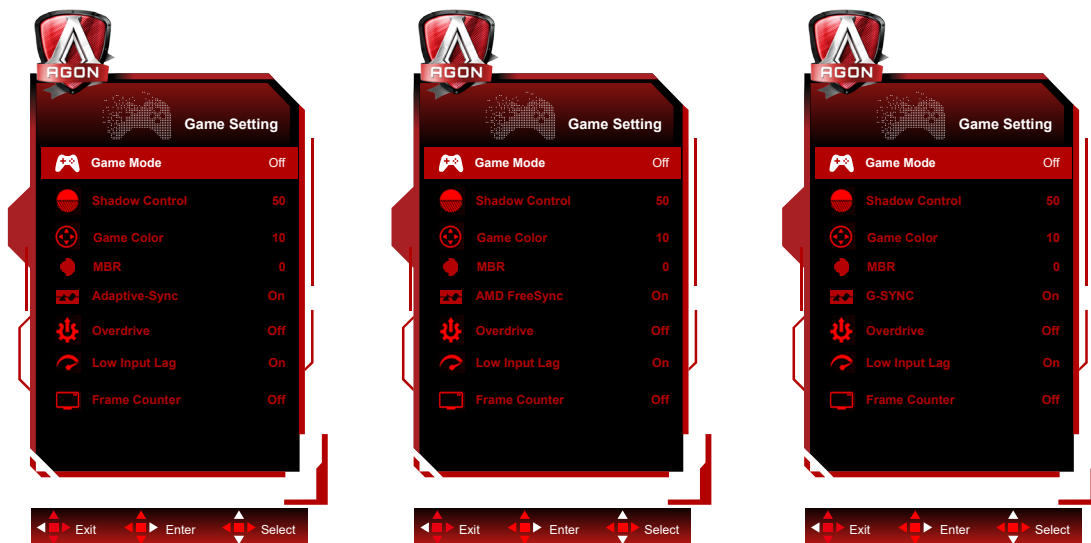 AGON
Game Setting
Game Mode Off
Shadow Control 50
Game Color 10
MBR 0
Adaptive-Sync On
Overdrive Off
Low Input Lag On
Frame Counter Off
Exit Enter Select
AGON
Game Setting
Game Mode Off
Shadow Control 50
Game Color 10
MBR 0
AMD FreeSync On
Overdrive Off
Low Input Lag On
Frame Counter Off
Exit Enter Select
AGON
Game Setting
Game Mode Off
Shadow Control 50
Game Color 10
MBR 0
G-SYNC On
Overdrive Off
Low Input Lag On
Frame Counter Off
Exit Enter Select